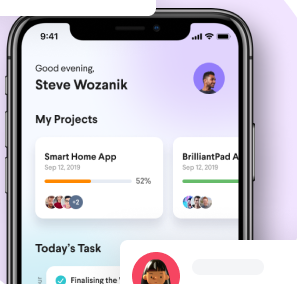 9:41
Good evening,
Steve Wozanik
My Projects
Smart Home App
Sep 12, 2019
52%
+2
BrilliantPad A
Sep 12, 2019
Today's Task
Finalising the